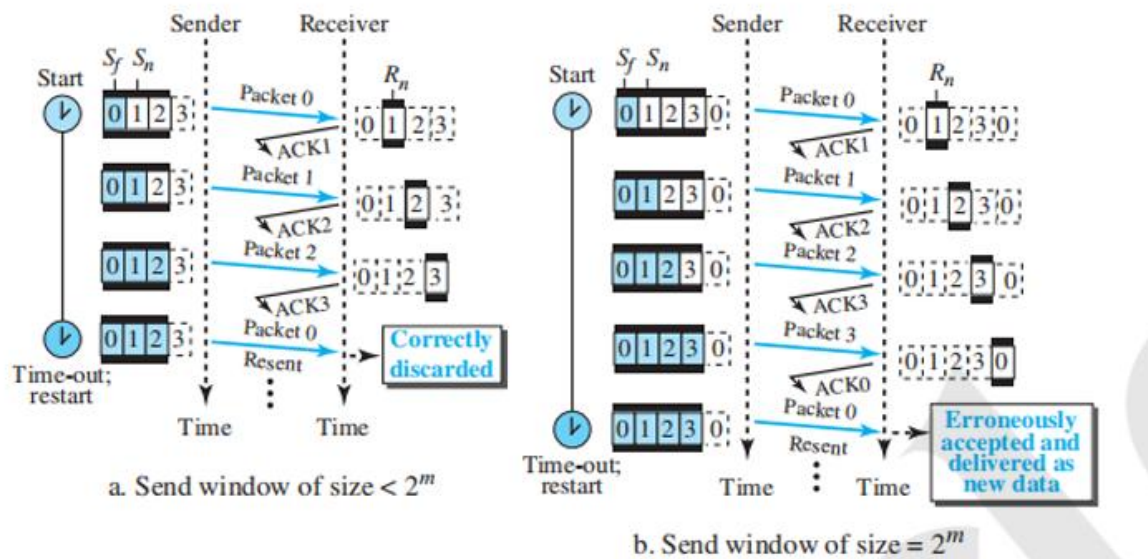 Sender Receiver
Start
Sf Sn
Rn
0 1 2 3
Packet 0
0 1 2 3
ACK1
0 1 2 3
Packet 1
0 1 2 3
ACK2
0 1 2 3
Packet 2
0 1 2 3
ACK3
0 1 2 3
Packet 0
Resent
Correctly
discarded
Time-out;
restart
Time Time
a. Send window of size < 2^m
Sender Receiver
Start
Sf Sn
Rn
0 1 2 3 0
Packet 0
0 1 2 3 0
ACK1
0 1 2 3 0
Packet 1
0 1 2 3 0
ACK2
0 1 2 3 0
Packet 2
0 1 2 3 0
ACK3
0 1 2 3 0
Packet 3
0 1 2 3 0
ACK0
0 1 2 3 0
Packet 0
Resent
Erroneously
accepted and
delivered as
new data
Time-out;
restart
Time Time
b. Send window of size = 2^m